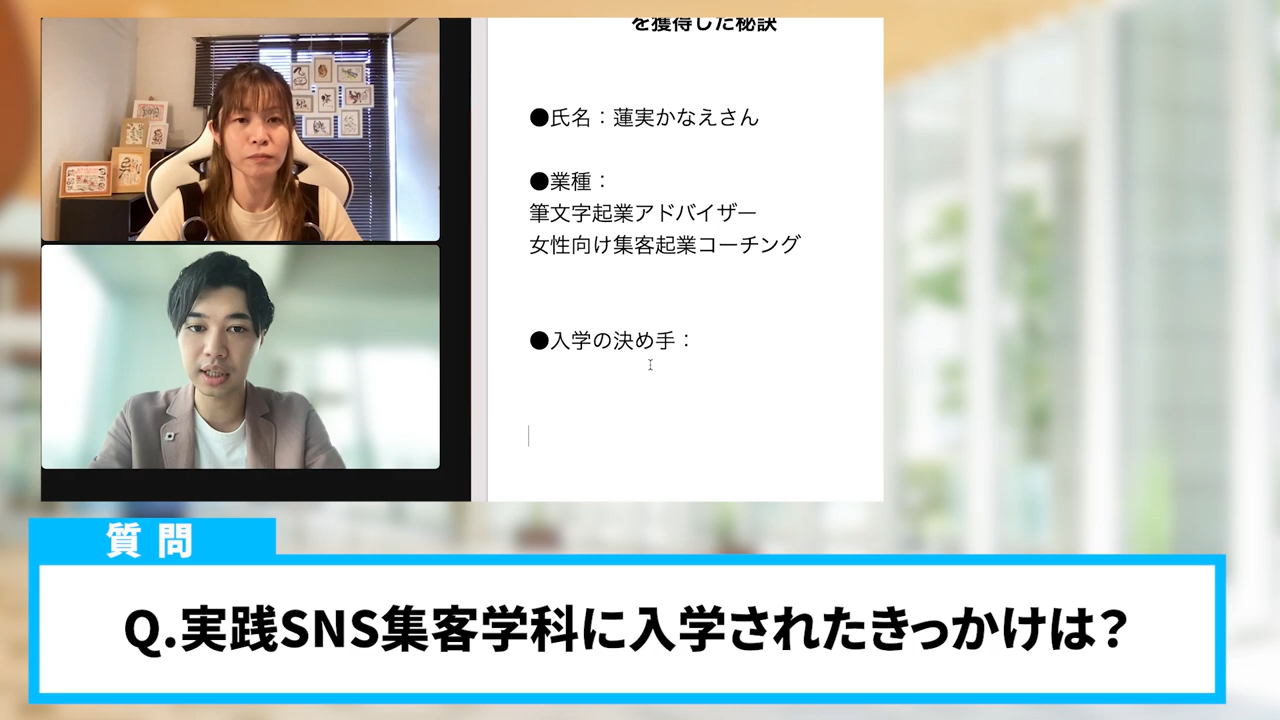 を獲得した秘訣
●氏名：蓮実かなえさん
●業種：
筆文字起業アドバイザー
女性向け集客起業コーチング
●入学の決め手：
質問
Q.実践SNS集客学科に入学されたきっかけは？